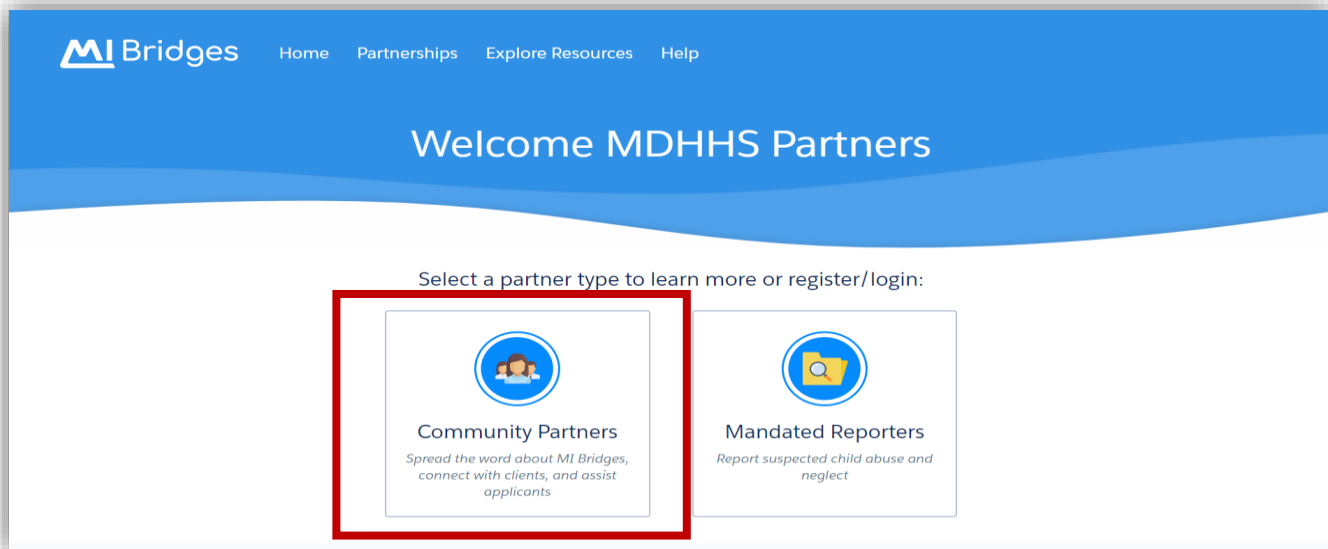 MI Bridges Home Partnerships Explore Resources Help
Welcome MDHHS Partners
Select a partner type to learn more or register/login:
Community Partners
Spread the word about MI Bridges,
connect with clients, and assist
applicants
Mandated Reporters
Report suspected child abuse and
neglect